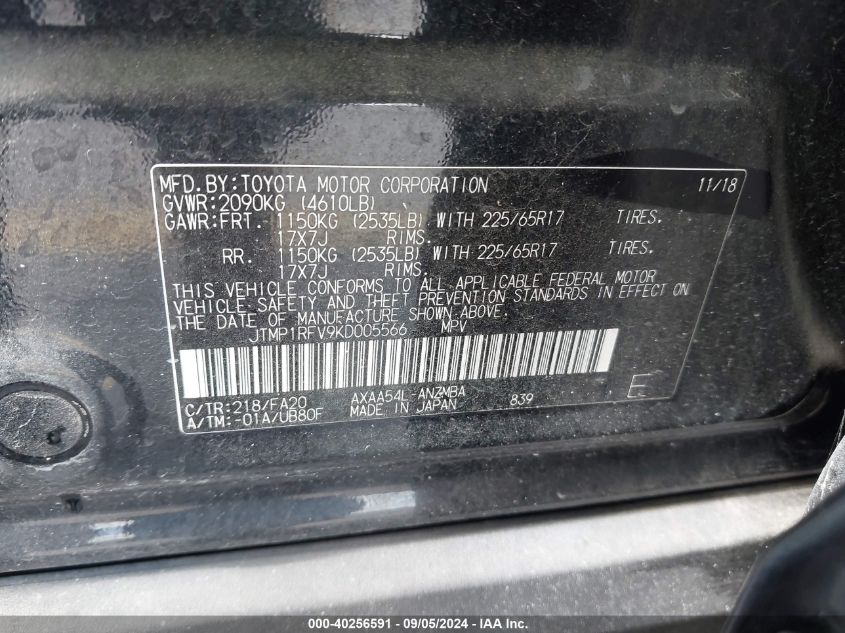 MFD.BY:TOYOTA MOTOR CORPORATION 11/18
GVWR:2090KG (4610LB)
GAWR:FRT. 1150KG (2535LB) WITH 225/65R17 TIRES.
17X7J RIMS.
RR. 1150KG (2535LB) WITH 225/65R17 TIRES.
17X7J RIMS.
THIS VEHICLE CONFORMS TO ALL APPLICABLE FEDERAL MOTOR
VEHICLE SAFETY AND THEFT PREVENTION STANDARDS IN EFFECT ON
THE DATE OF MANUFACTURE SHOWN ABOVE.
JTMP1RFV9KD005566 MPV
C/TR:218/FA20 AXAA54L-ANZMBA 839 E
A/TM:-01A/UB80F MADE IN JAPAN
000-40256591 - 09/05/2024 - IAAI.COM